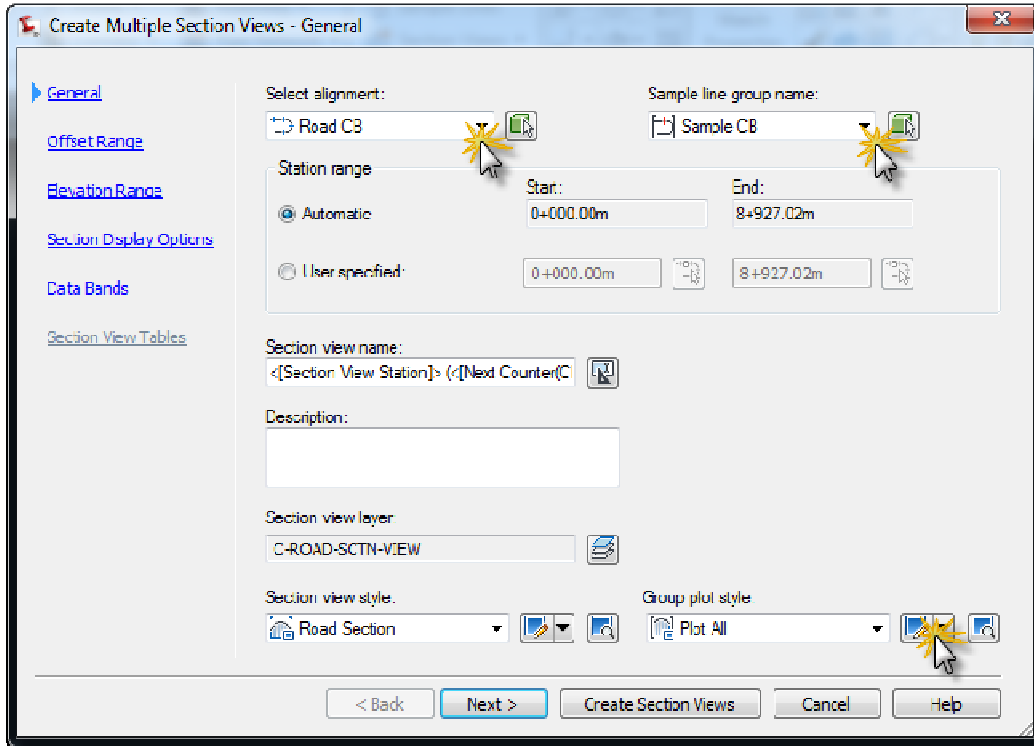 Create Multiple Section Views - General
General
Offset Range
Elevation Range
Section Display Options
Data Bands
Section View Tables
Select alignment:
Road CB
Sample line group name:
Sample CB
Station range
Start:
End:
Automatic
0+000.00m
8+927.02m
User specified:
0+000.00m
8+927.02m
Section view name:
<[Section View Station]> (<[Next Counter(C
Description:
Section view layer
C-ROAD-SCTN-VIEW
Section view style:
Road Section
Group plot style
Plot All
< Back
Next >
Create Section Views
Cancel
Help